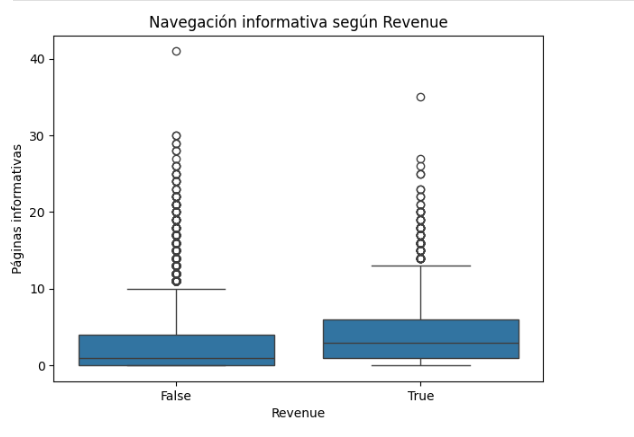 Navegación informativa según Revenue
Páginas informativas
40
30
20
10
0
False
True
Revenue